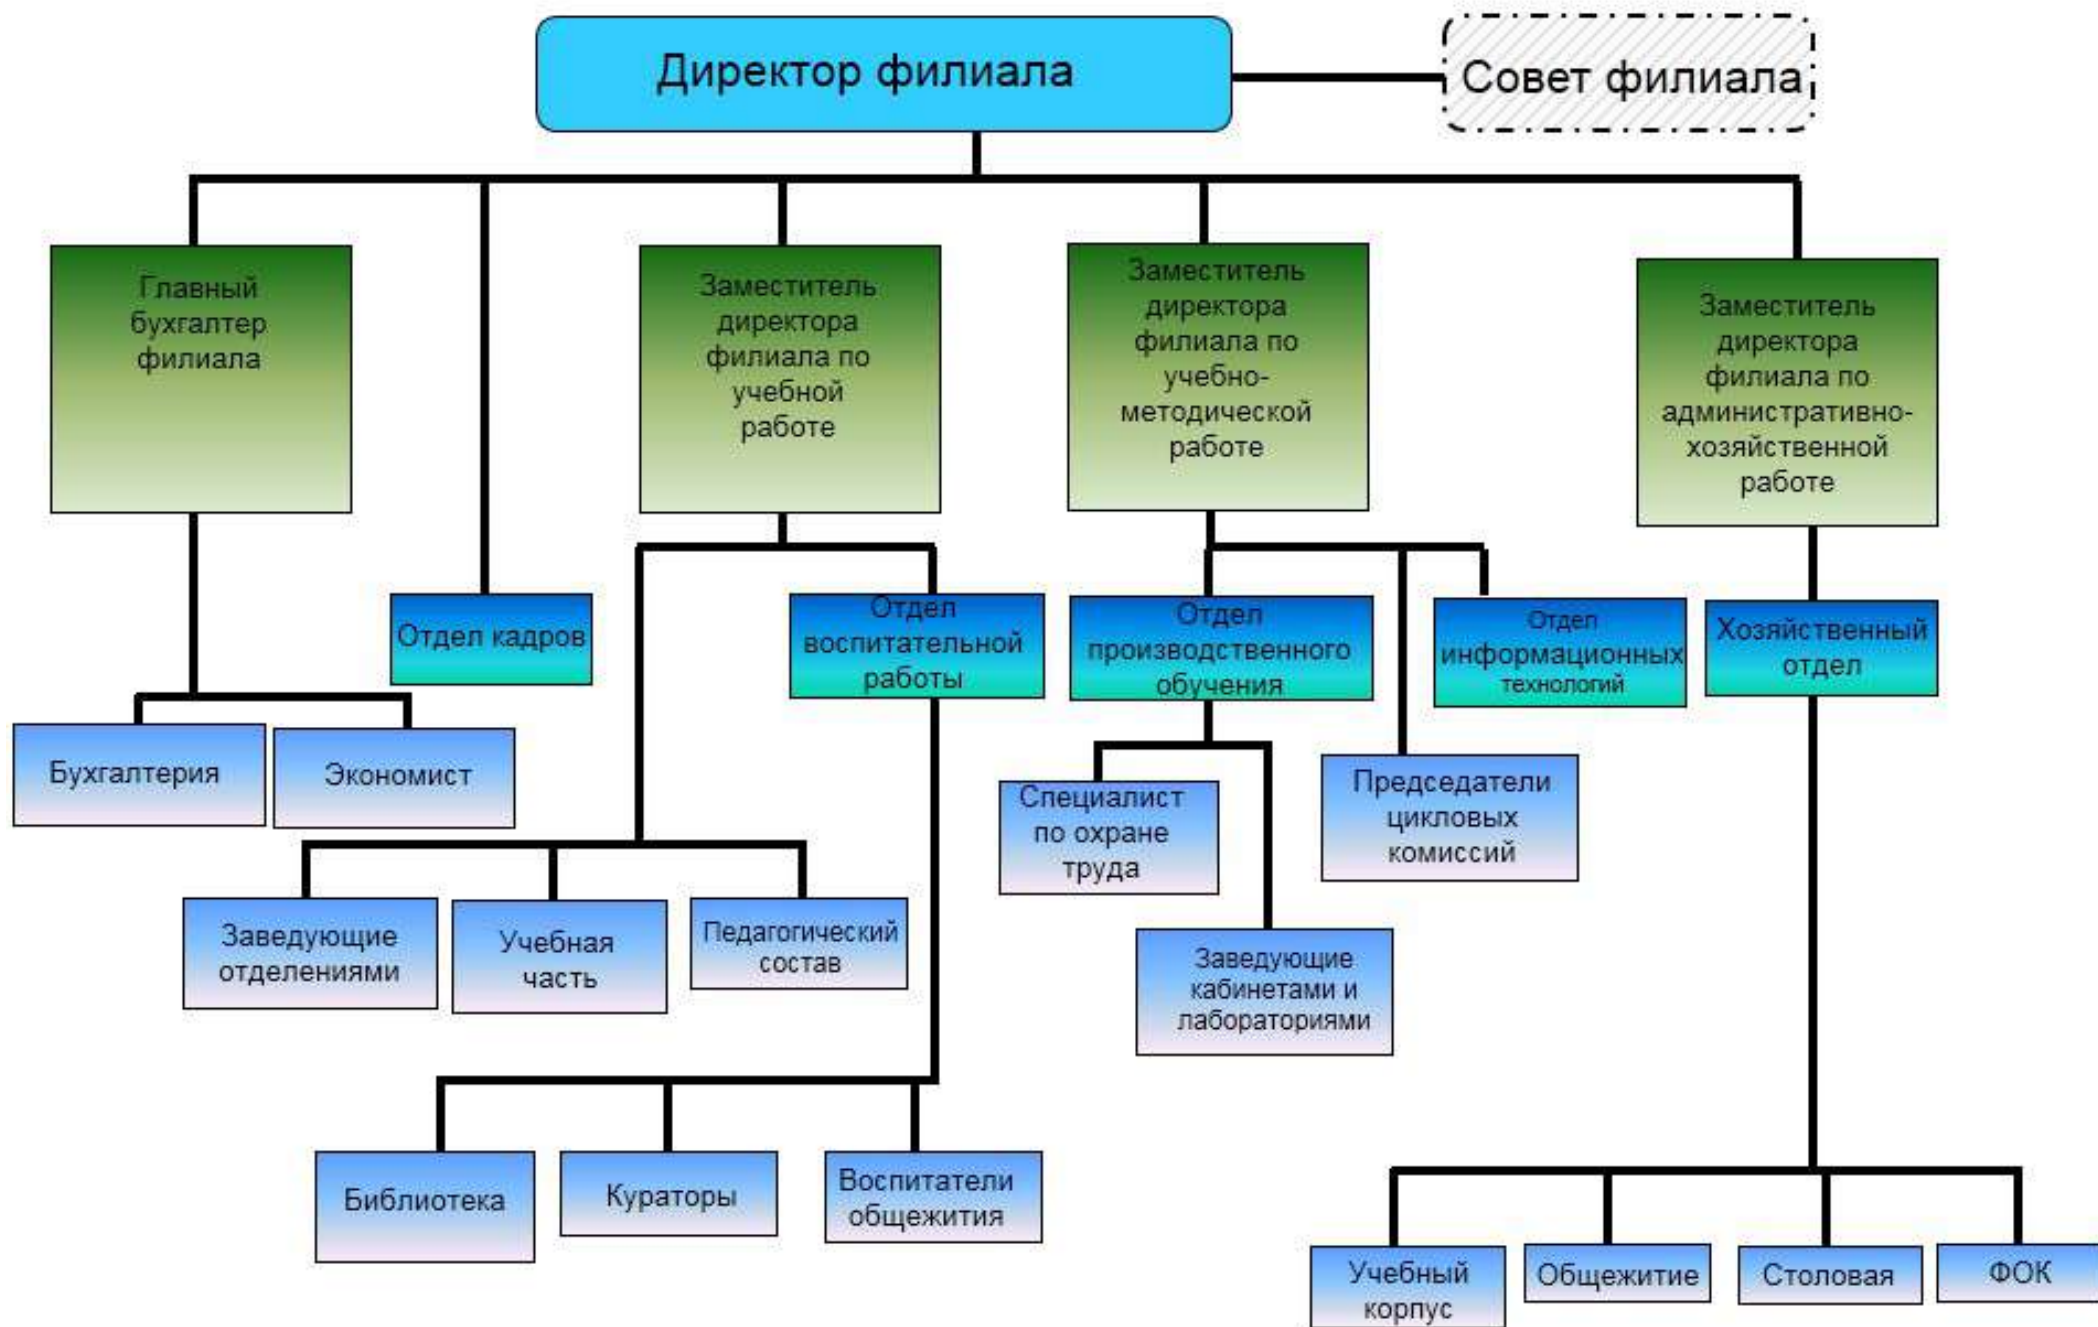 Директор филиала
Совет филиала
Главный
бухгалтер
филиала
Заместитель
директора
филиала по
учебной
работе
Заместитель
директора
филиала по
учебно-
методической
работе
Заместитель
директора
филиала по
административно-
хозяйственной
работе
Отдел кадров
Отдел
воспитательной
работы
Отдел
производственного
обучения
Отдел
информационных
технологий
Хозяйственный
отдел
Бухгалтерия
Экономист
Специалист
по охране
труда
Председатели
цикловых
комиссий
Заведующие
отделениями
Учебная
часть
Педагогический
состав
Заведующие
кабинетами и
лабораториями
Библиотека
Кураторы
Воспитатели
общежития
Учебный
корпус
Общежитие
Столовая
ФОК